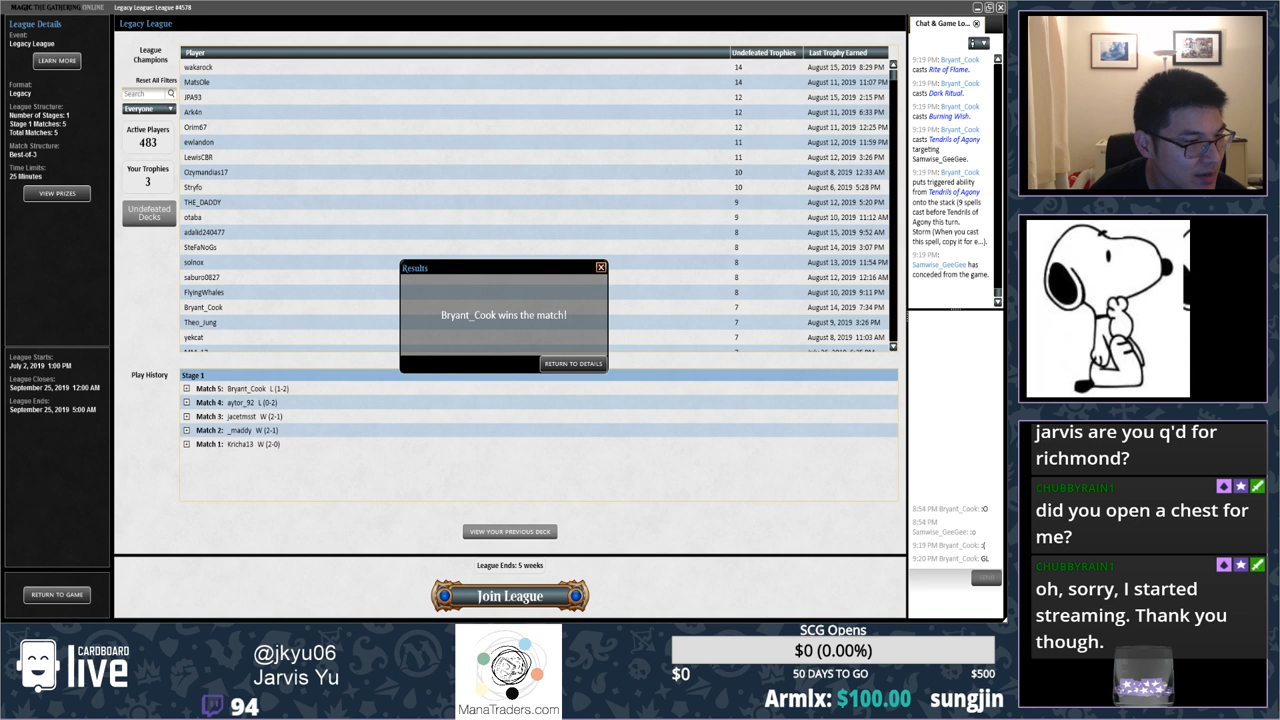 MAGIC THE GATHERING ONLINE
Legacy League: League #4578
League Details
Event:
Legacy League
LEARN MORE
Format:
Legacy
League Structure:
Number of Stages: 1
Stage 1 Matches: 5
Total Matches: 5
Match Structure:
Best-of-3
Time Limits:
25 Minutes
VIEW PRIZES
League Starts:
July 2, 2019 1:00 PM
League Closes:
September 25, 2019 12:00 AM
League Ends:
September 25, 2019 5:00 AM
RETURN TO GAME
Legacy League
League
Champions
Reset All Filters
Search
Everyone
Active Players
483
Your Trophies
3
Undefeated
Decks
Player Undefeated Trophies Last Trophy Earned
wakarock 14 August 15, 2019 8:29 PM
MatsOle 14 August 11, 2019 11:07 PM
JPA93 12 August 15, 2019 2:15 PM
Ark4n 12 August 11, 2019 6:33 PM
Orim67 12 August 11, 2019 12:25 PM
ewlandon 11 August 12, 2019 11:59 PM
LewisCBR 11 August 12, 2019 3:26 PM
Ozymandias17 10 August 8, 2019 12:33 AM
Stryfo 10 August 6, 2019 5:28 PM
THE_DADDY 9 August 12, 2019 5:20 PM
otaba 9 August 10, 2019 11:12 AM
adalid240477 8 August 15, 2019 9:52 AM
SteFaNoGs 8 August 14, 2019 3:07 PM
solnox 8 August 13, 2019 11:54 PM
saburo0827 8 August 12, 2019 12:16 AM
FlyingWhales 8 August 10, 2019 9:11 PM
Bryant_Cook 7 August 14, 2019 7:34 PM
Theo_Jung 7 August 9, 2019 3:26 PM
yekcat 7 August 8, 2019 11:03 AM
Results
Bryant_Cook wins the match!
RETURN TO DETAILS
Play History
Stage 1
Match 5: Bryant_Cook L (1-2)
Match 4: aytor_92 L (0-2)
Match 3: jacetmsst W (2-1)
Match 2: _maddy W (2-1)
Match 1: Kricha13 W (2-0)
VIEW YOUR PREVIOUS DECK
League Ends: 5 weeks
Join League
Chat & Game Lo...
9:19 PM: Bryant_Cook
casts Rite of Flame.
9:19 PM: Bryant_Cook
casts Dark Ritual.
9:19 PM: Bryant_Cook
casts Burning Wish.
9:19 PM: Bryant_Cook
casts Tendrils of Agony
targeting
Samwise_GeeGee.
9:19 PM: Bryant_Cook
puts triggered ability
from Tendrils of Agony
onto the stack (9 spells
cast before Tendrils of
Agony this turn.
Storm (When you cast
this spell, copy it for e...).
9:19 PM:
Samwise_GeeGee has
conceded from the game.
8:54 PM Bryant_Cook: :O
8:54 PM
Samwise_GeeGee: :o
9:19 PM Bryant_Cook: :(
9:20 PM Bryant_Cook: GL
SEND
jarvis are you q'd for
richmond?
CHUBBYRAIN1
did you open a chest for
me?
CHUBBYRAIN1
oh, sorry, I started
streaming. Thank you
though.
CARDBOARD
live
@jkyu06
Jarvis Yu
94
ManaTraders.com
SCG Opens
$0 (0.00%)
$0 50 DAYS TO GO $500
Armlx: $100.00 sungjin